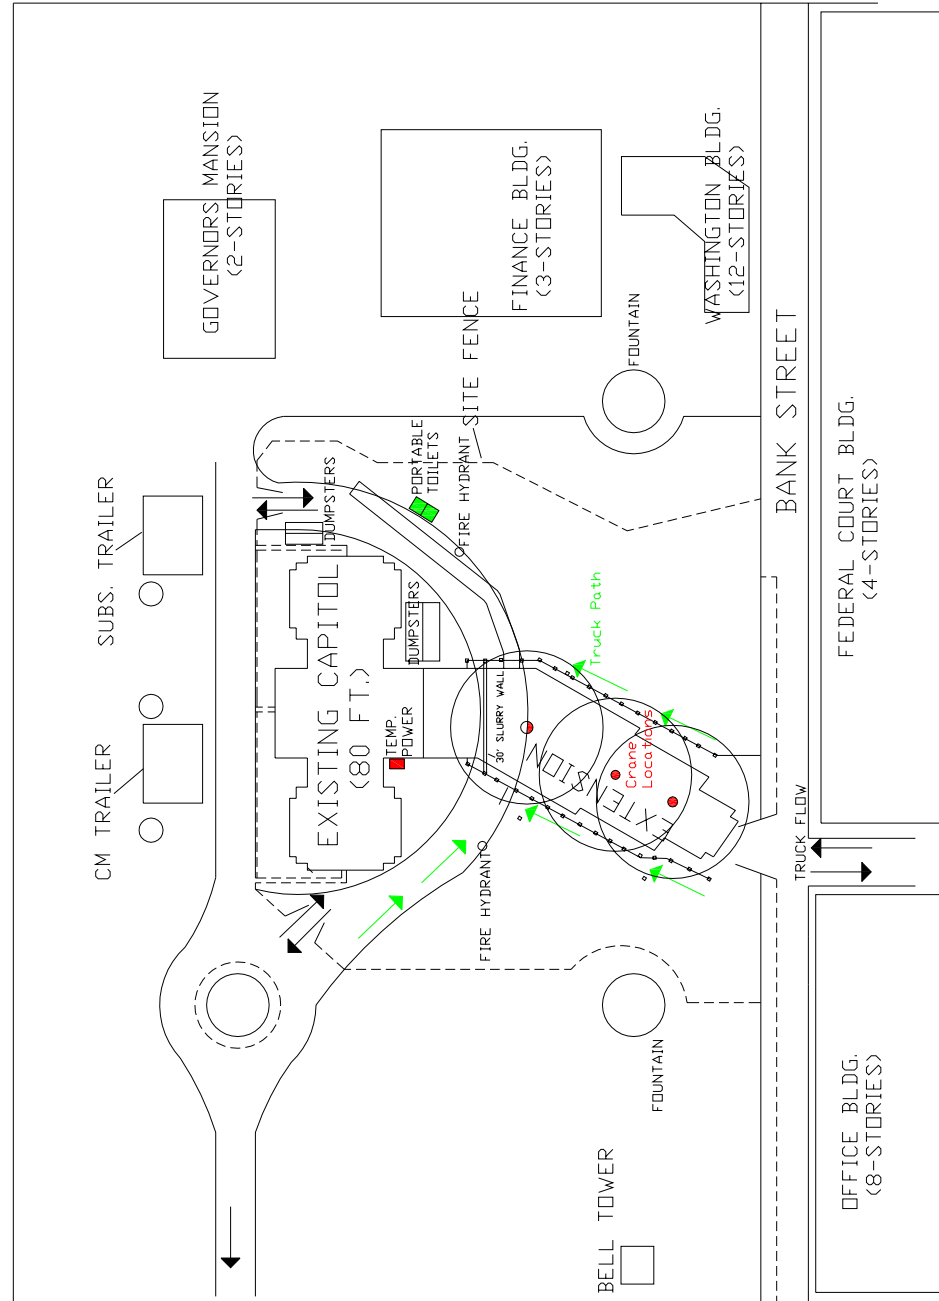 GOVERNORS MANSION
(2-STORIES)
FINANCE BLDG.
(3-STORIES)
WASHINGTON BLDG.
(12-STORIES)
FOUNTAIN
SITE FENCE
BANK STREET
FEDERAL COURT BLDG.
(4-STORIES)
SUBS. TRAILER
DUMPSTERS
PORTABLE
TOILETS
FIRE HYDRANT
EXISTING CAPITOL
(80 FT.)
DUMPSTERS
Truck Path
CM TRAILER
TEMP.
POWER
30' SLURRY WALL
EXTENSION
Crane
Locations
TRUCK FLOW
FIRE HYDRANT
FOUNTAIN
BELL TOWER
OFFICE BLDG.
(8-STORIES)